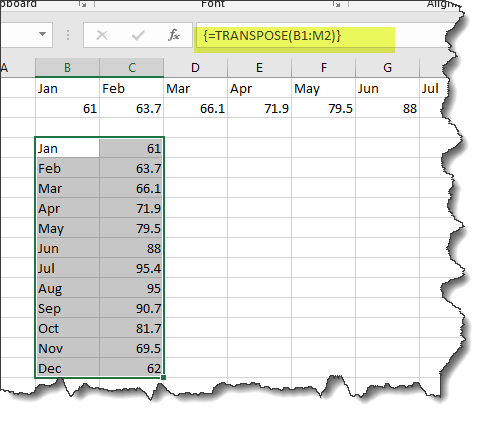 pboard Font Align
fx {=TRANSPOSE(B1:M2)}
A B C D E F G
Jan Feb Mar Apr May Jun Jul
61 63.7 66.1 71.9 79.5 88
Jan 61
Feb 63.7
Mar 66.1
Apr 71.9
May 79.5
Jun 88
Jul 95.4
Aug 95
Sep 90.7
Oct 81.7
Nov 69.5
Dec 62